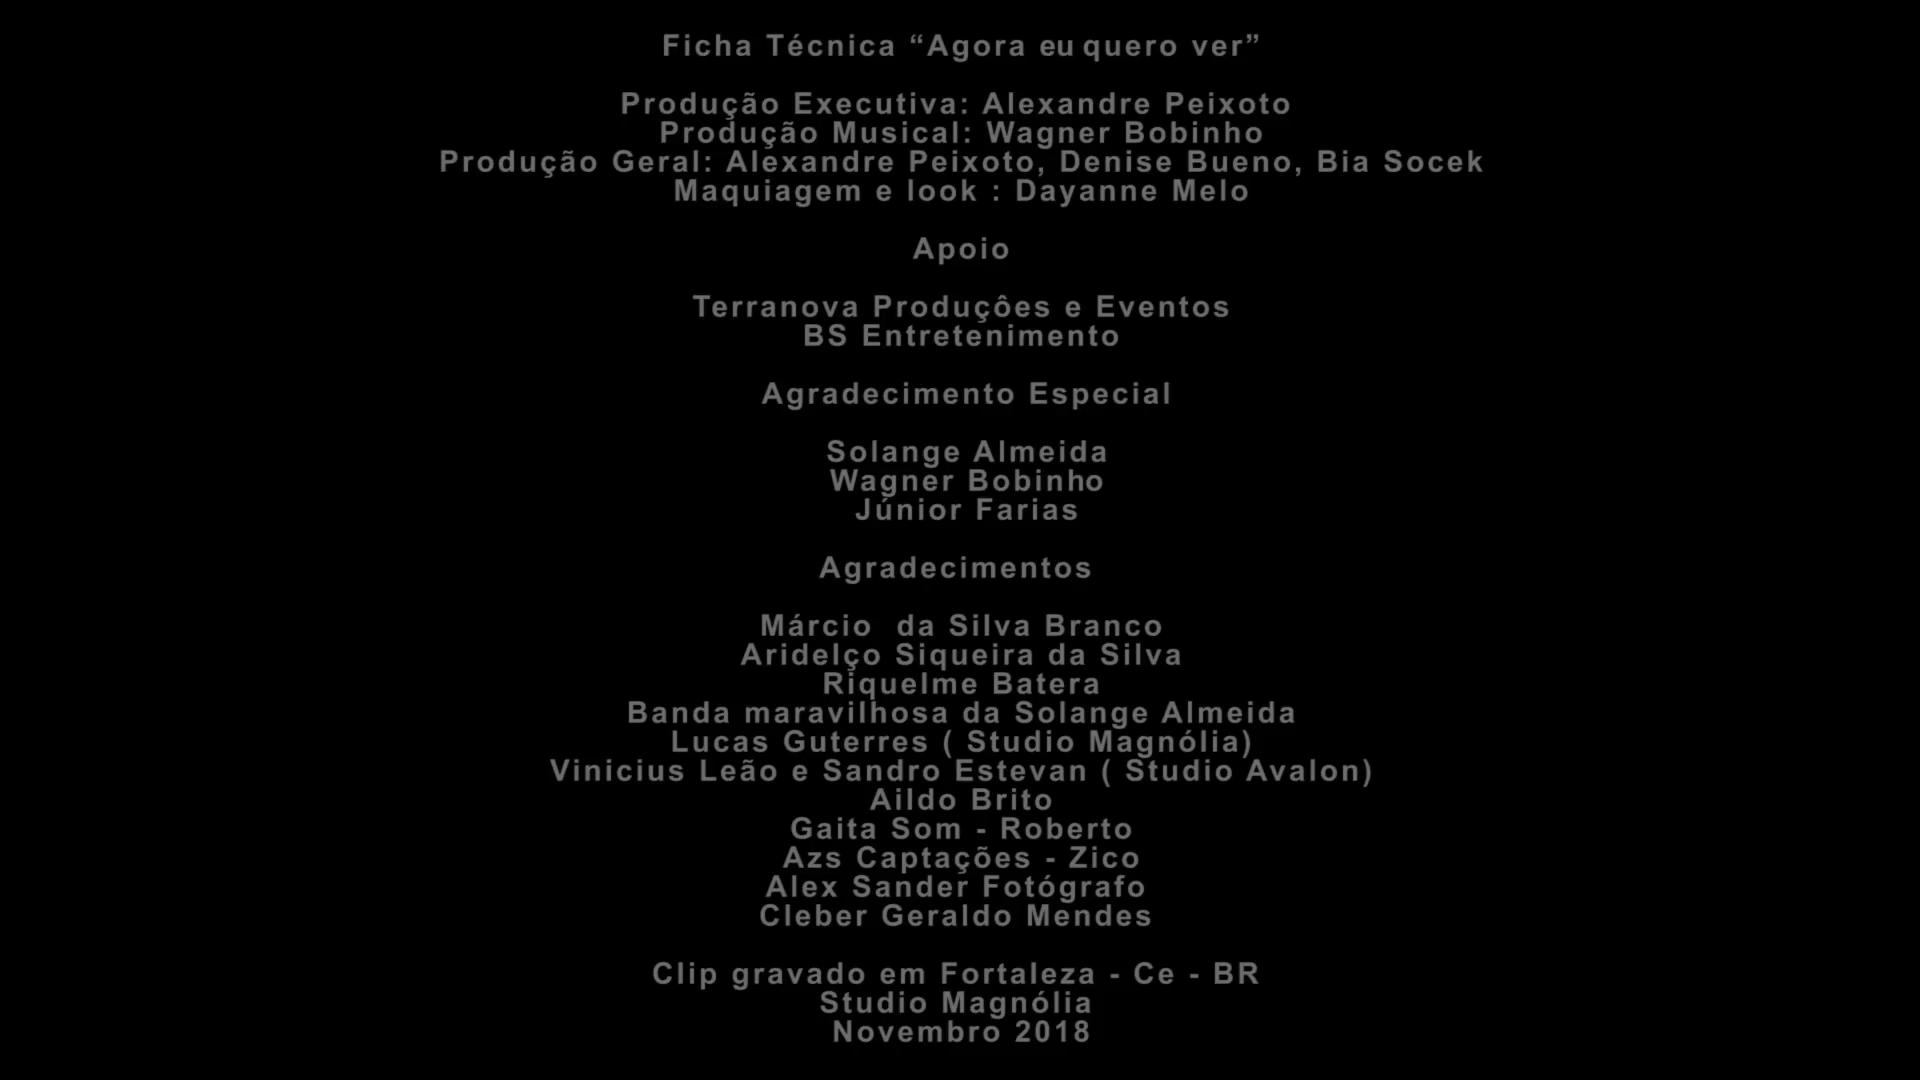 Ficha Técnica “Agora eu quero ver”
Produção Executiva: Alexandre Peixoto
Produção Musical: Wagner Bobinho
Produção Geral: Alexandre Peixoto, Denise Bueno, Bia Socek
Maquiagem e look : Dayanne Melo
Apoio
Terranova Produçôes e Eventos
BS Entretenimento
Agradecimento Especial
Solange Almeida
Wagner Bobinho
Júnior Farias
Agradecimentos
Márcio  da Silva Branco
Aridelço Siqueira da Silva
Riquelme Batera
Banda maravilhosa da Solange Almeida
Lucas Guterres ( Studio Magnólia)
Vinicius Leão e Sandro Estevan ( Studio Avalon)
Aildo Brito
Gaita Som - Roberto
Azs Captações - Zico
Alex Sander Fotógrafo
Cleber Geraldo Mendes
Clip gravado em Fortaleza - Ce - BR
Studio Magnólia
Novembro 2018